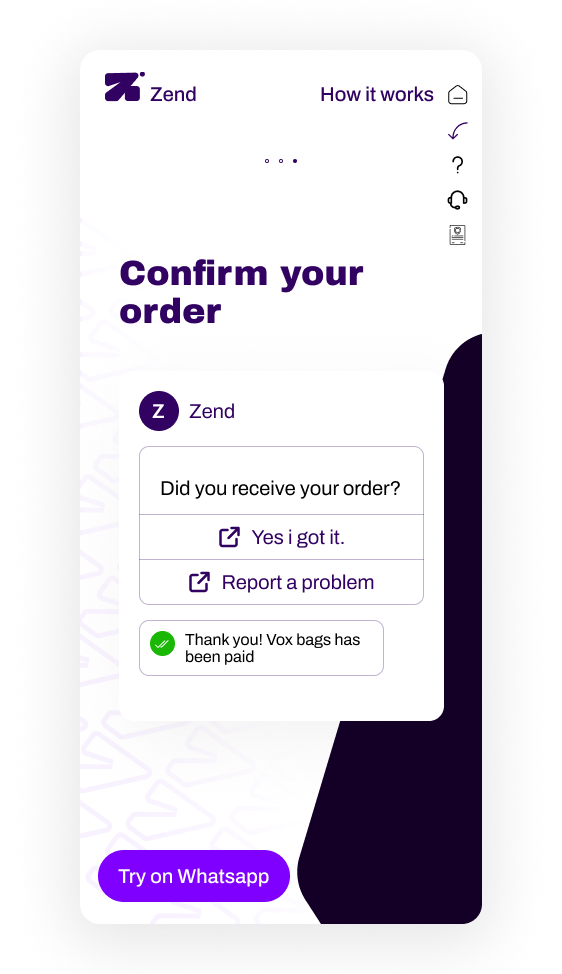 Zend
How it works
Confirm your
order
Z
Zend
Did you receive your order?
Yes i got it.
Report a problem
Thank you! Vox bags has
been paid
Try on Whatsapp